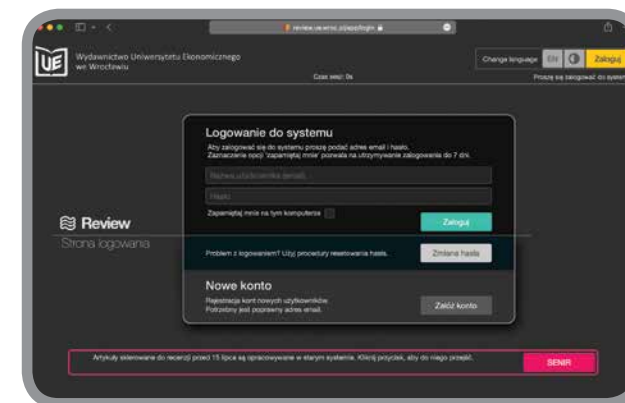 review.ue.wroc.pl/app/login
UE
Wydawnictwo Uniwersytetu Ekonomicznego
we Wrocławiu
Czas sesji: 0s
Change language
EN
Zaloguj
Proszę się zalogować do system
Logowanie do systemu
Aby zalogować się do systemu proszę podać adres email i hasło.
Zaznaczenie opcji 'zapamiętaj mnie' pozwala na utrzymywanie zalogowania do 7 dni.
Nazwa użytkownika (email)
Hasło
Zapamiętaj mnie na tym komputerze
Zaloguj
Review
Strona logowania
Problem z logowaniem? Użyj procedury resetowania hasła.
Zmiana hasła
Nowe konto
Rejestracja kont nowych użytkowników.
Potrzebny jest poprawny adres email.
Załóż konto
Artykuły skierowane do recenzji przed 15 lipca są opracowywane w starym systemie. Kliknij przycisk, aby do niego przejść.
SENIR